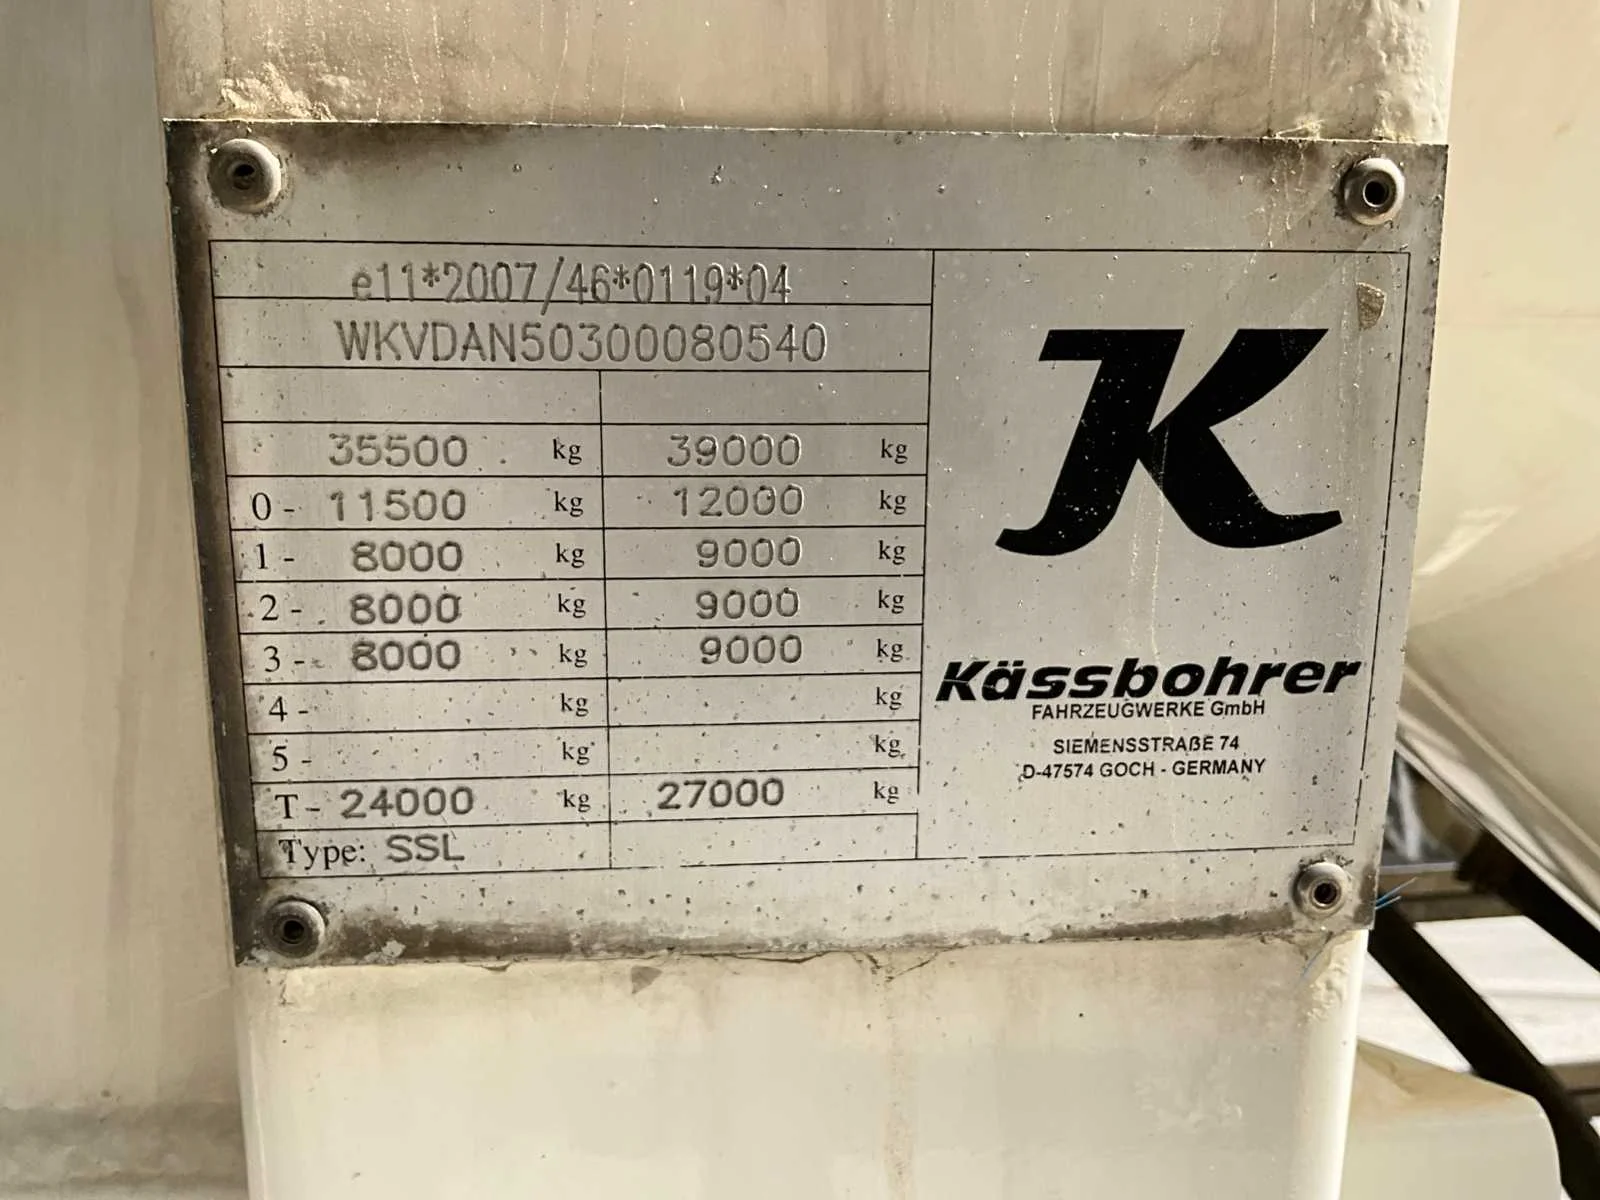 e11*2007/46*0119*04
WKVDAN50300080540
35500 kg 39000 kg
0 - 11500 kg 12000 kg
1 - 8000 kg 9000 kg
2 - 8000 kg 9000 kg
3 - 8000 kg 9000 kg
4 - kg kg
5 - kg kg
T - 24000 kg 27000 kg
Type: SSL
K
Kässbohrer
FAHRZEUGWERKE GmbH
SIEMENSSTRAßE 74
D-47574 GOCH - GERMANY